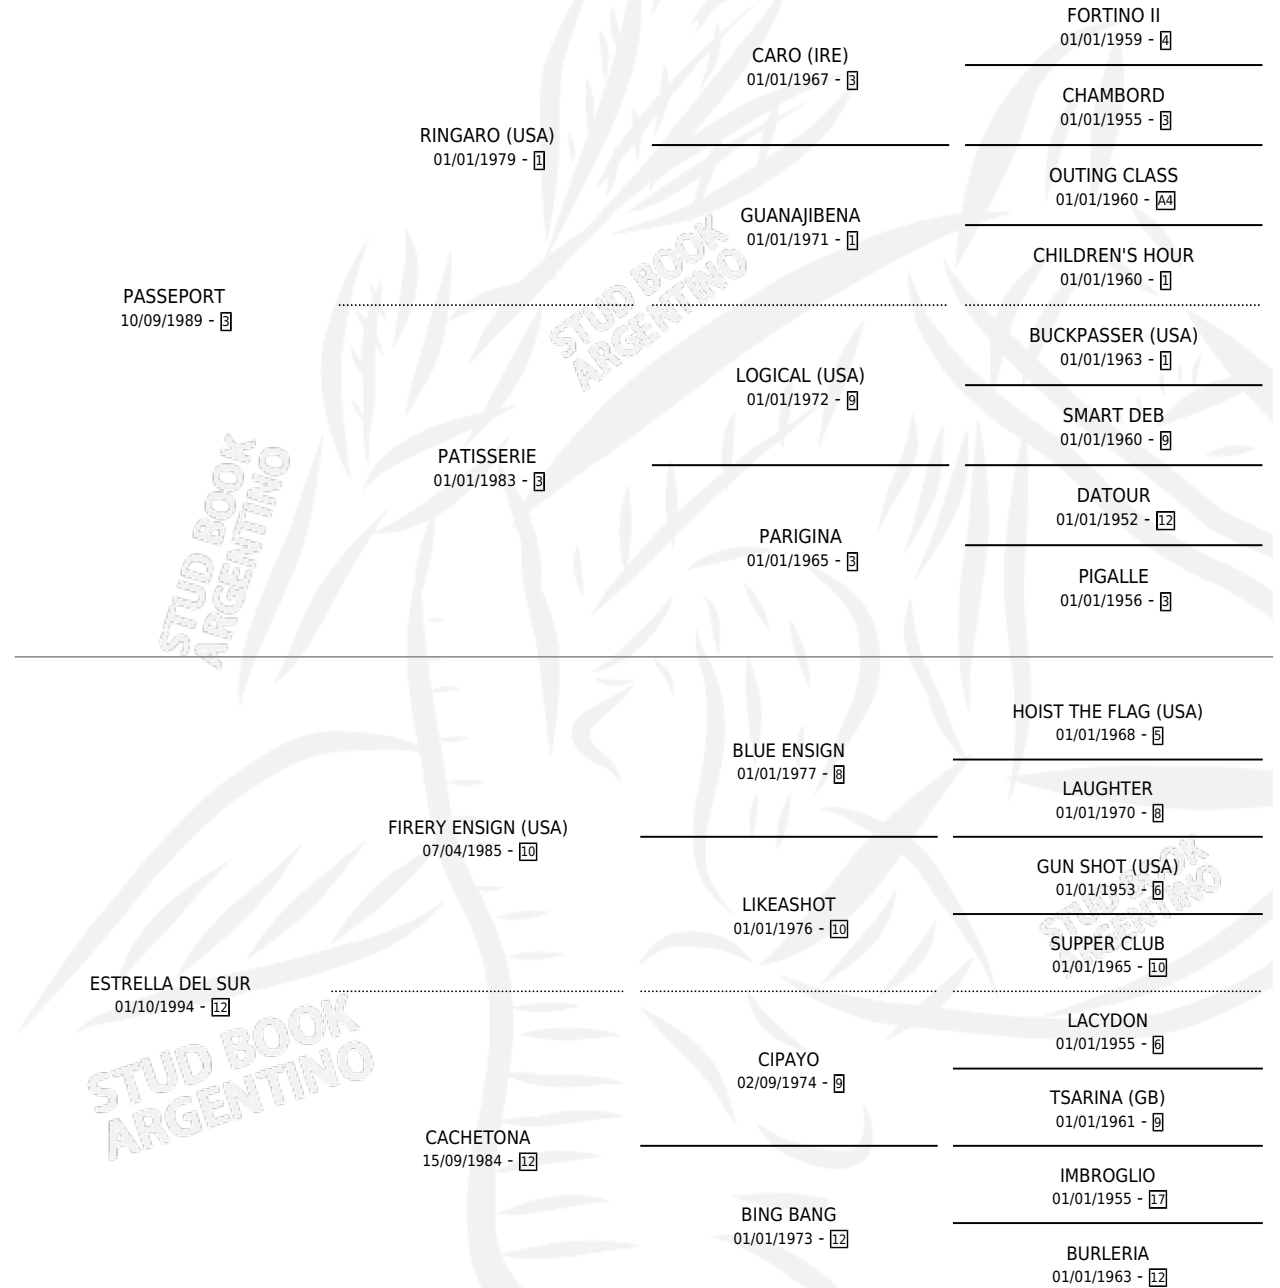 FORTINO II
01/01/1959 - 4
CARO (IRE)
01/01/1967 - 3
CHAMBORD
01/01/1955 - 3
RINGARO (USA)
01/01/1979 - 1
OUTING CLASS
01/01/1960 - A4
GUANAJIBENA
01/01/1971 - 1
CHILDREN'S HOUR
01/01/1960 - 1
PASSEPORT
10/09/1989 - 3
BUCKPASSER (USA)
01/01/1963 - 1
LOGICAL (USA)
01/01/1972 - 9
SMART DEB
01/01/1960 - 9
PATISSERIE
01/01/1983 - 3
DATOUR
01/01/1952 - 12
PARIGINA
01/01/1965 - 3
PIGALLE
01/01/1956 - 3
STUD BOOK
ARGENTINO
STUD BOOK
ARGENTINO
HOIST THE FLAG (USA)
01/01/1968 - 5
BLUE ENSIGN
01/01/1977 - 8
LAUGHTER
01/01/1970 - 8
FIRERY ENSIGN (USA)
07/04/1985 - 10
GUN SHOT (USA)
01/01/1953 - 6
LIKEASHOT
01/01/1976 - 10
SUPPER CLUB
01/01/1965 - 10
STUD BOOK
ARGENTINO
ESTRELLA DEL SUR
01/10/1994 - 12
LACYDON
01/01/1955 - 6
CIPAYO
02/09/1974 - 9
TSARINA (GB)
01/01/1961 - 9
STUD BOOK
ARGENTINO
CACHETONA
15/09/1984 - 12
IMBROGLIO
01/01/1955 - 17
BING BANG
01/01/1973 - 12
BURLERIA
01/01/1963 - 12